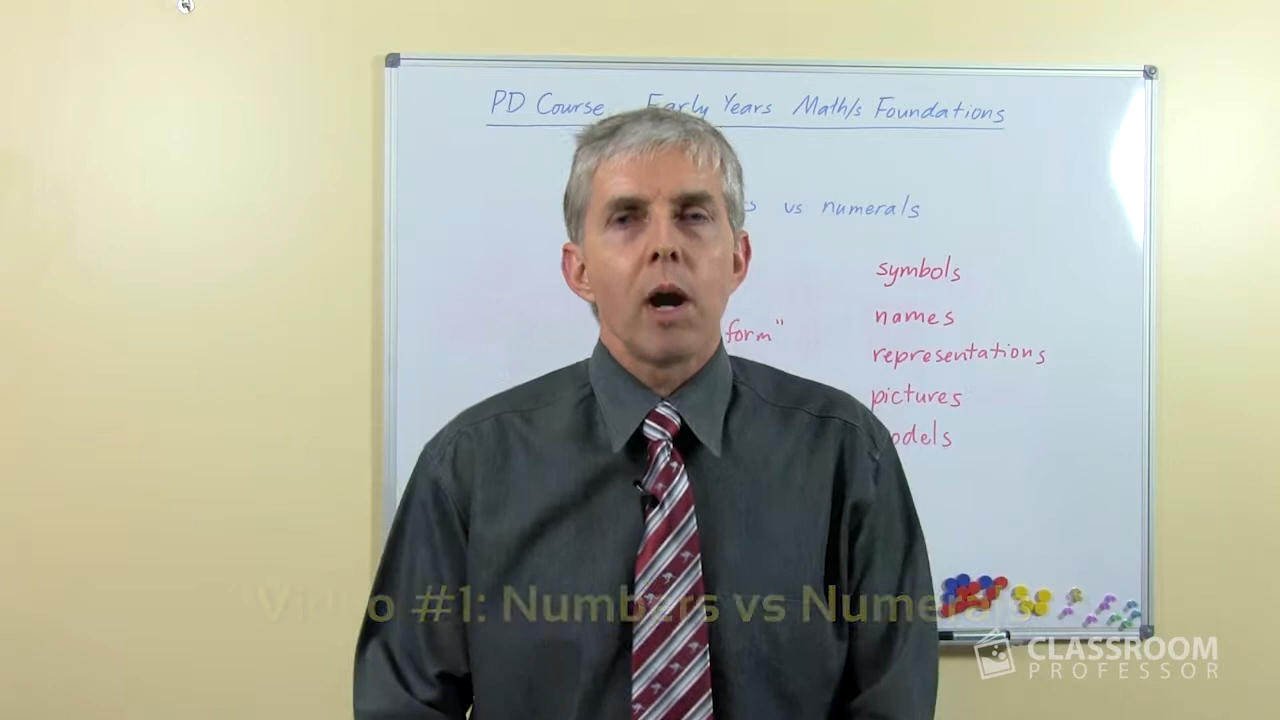 PD Course Early Years Math/s Foundations
vs numerals
symbols
names
form"
representations
pictures
Video #1: Numbers vs Numerals
CLASSROOM
PROFESSOR